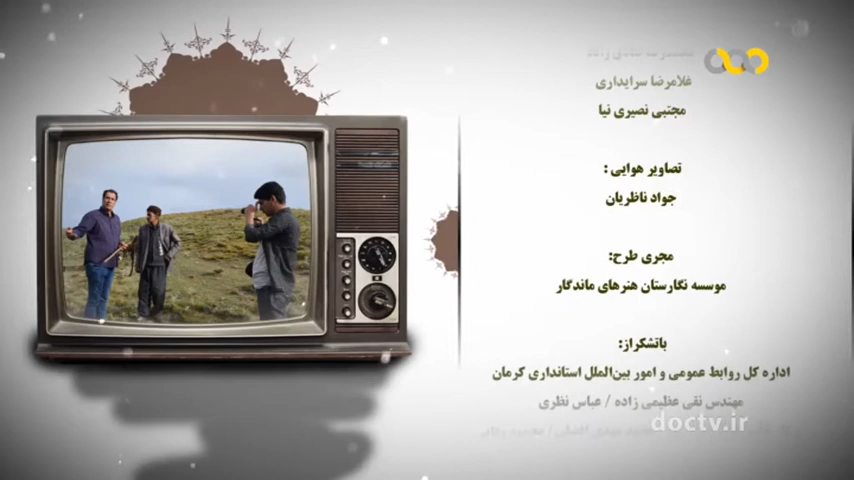 غلامرضا سرایداری
مجتبی نصیری نیا
تصاویر هوایی :
جواد ناظریان
مجری طرح:
موسسه نگارستان هنرهای ماندگار
باتشکراز:
اداره کل روابط عمومی و امور بین‌الملل استانداری کرمان
مهندس نقی عظیمی زاده / عباس نظری
doctv.ir